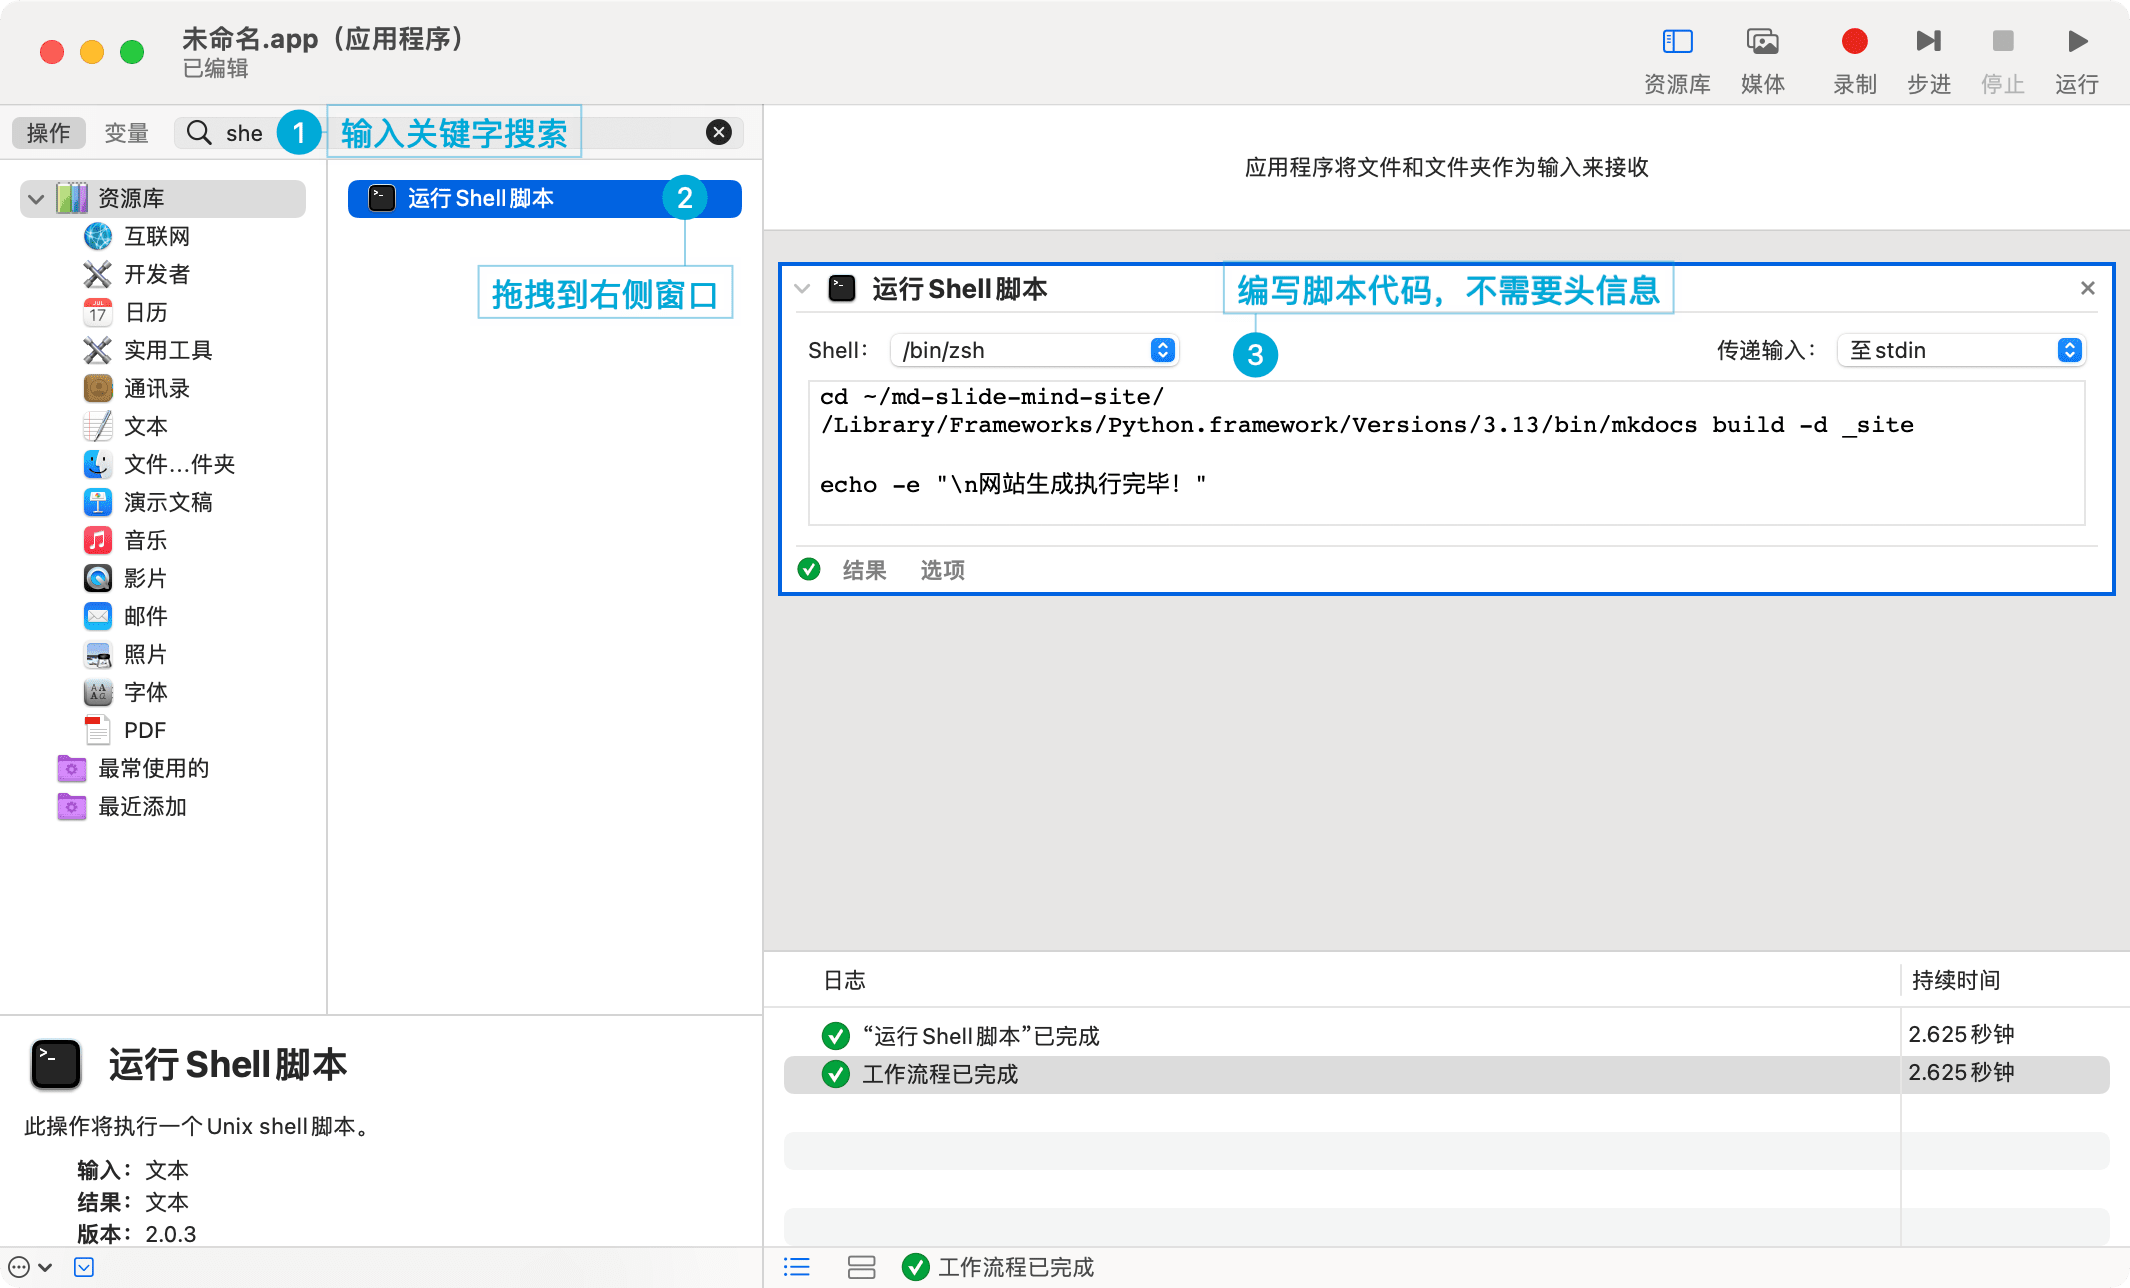 未命名.app（应用程序）
已编辑
资源库
媒体
录制
步进
停止
运行
操作
变量
she
1
输入关键字搜索
资源库
互联网
开发者
JUL
17
日历
实用工具
通讯录
文本
文件...件夹
演示文稿
音乐
影片
邮件
照片
字体
PDF
最常使用的
最近添加
运行 Shell 脚本
2
拖拽到右侧窗口
应用程序将文件和文件夹作为输入来接收
运行 Shell 脚本
编写脚本代码，不需要头信息
3
Shell：
/bin/zsh
传递输入：
至 stdin
cd ~/md-slide-mind-site/
/Library/Frameworks/Python.framework/Versions/3.13/bin/mkdocs build -d _site
echo -e "\n网站生成执行完毕！"
结果
选项
日志
持续时间
“运行 Shell 脚本”已完成
2.625 秒钟
工作流程已完成
2.625 秒钟
运行 Shell 脚本
此操作将执行一个 Unix shell 脚本。
输入：文本
结果：文本
版本：2.0.3
工作流程已完成